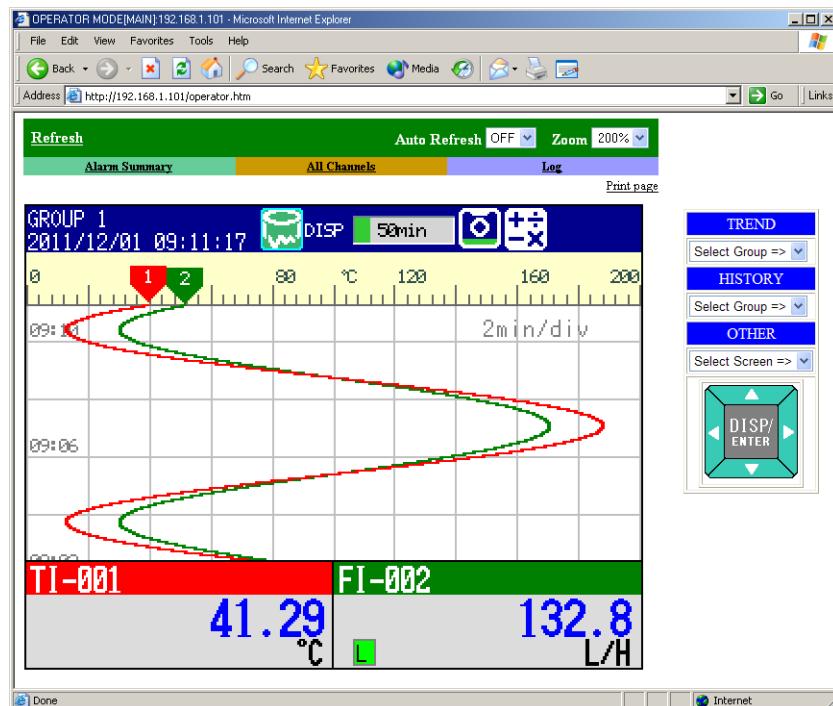 OPERATOR MODE[MAIN]:192.168.1.101 - Microsoft Internet Explorer
File Edit View Favorites Tools Help
Back Search Favorites Media
Address http://192.168.1.101/operator.htm Go Links
Refresh Auto Refresh OFF Zoom 200%
Alarm Summary All Channels Log
Print page
GROUP 1
2011/12/01 09:11:17 DISP 50min
0 1 2 80 °C 120 160 200
09:10 2min/div
09:06
TI-001 FI-002
41.29 132.8
°C L L/H
TREND
Select Group =>
HISTORY
Select Group =>
OTHER
Select Screen =>
DISP/
ENTER
Done Internet